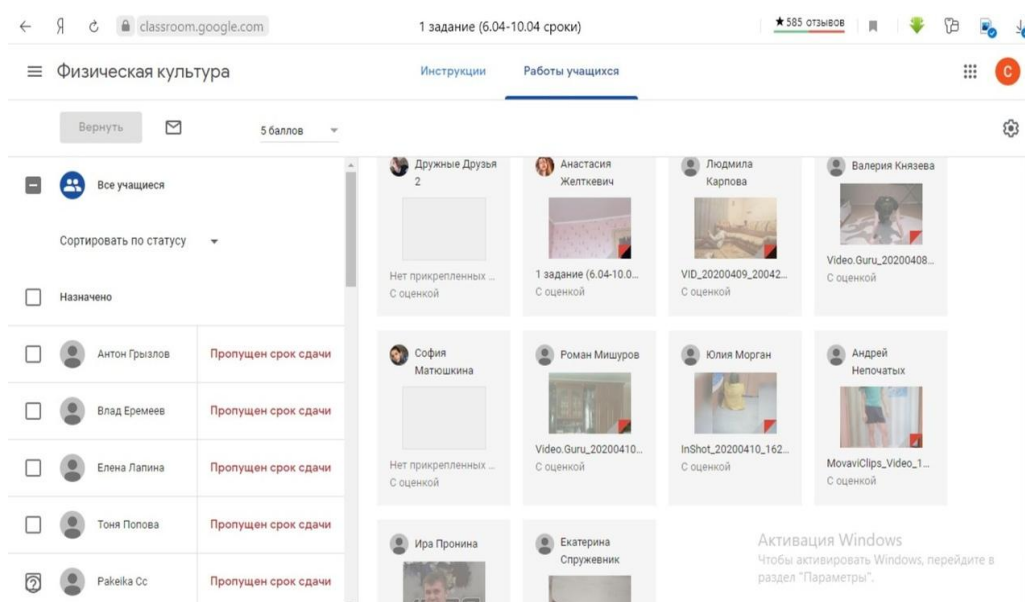 Я
classroom.google.com
1 задание (6.04-10.04 сроки)
★ 585 отзывов
Физическая культура
Инструкции
Работы учащихся
С
Вернуть
5 баллов
Все учащиеся
Сортировать по статусу
Назначено
Антон Грызлов
Пропущен срок сдачи
Влад Еремеев
Пропущен срок сдачи
Елена Лапина
Пропущен срок сдачи
Тоня Попова
Пропущен срок сдачи
Pakeika Cc
Пропущен срок сдачи
Дружные Друзья
2
Нет прикрепленных ...
С оценкой
Анастасия
Желткевич
1 задание (6.04-10.0...
С оценкой
Людмила
Карпова
VID_20200409_20042...
С оценкой
Валерия Князева
Video.Guru_20200408...
С оценкой
София
Матюшкина
Нет прикрепленных ...
С оценкой
Роман Мишуров
Video.Guru_20200410...
С оценкой
Юлия Морган
InShot_20200410_162...
С оценкой
Андрей
Непочатых
MovaviClips_Video_1...
С оценкой
Ира Пронина
Екатерина
Спружевник
Активация Windows
Чтобы активировать Windows, перейдите в
раздел "Параметры".